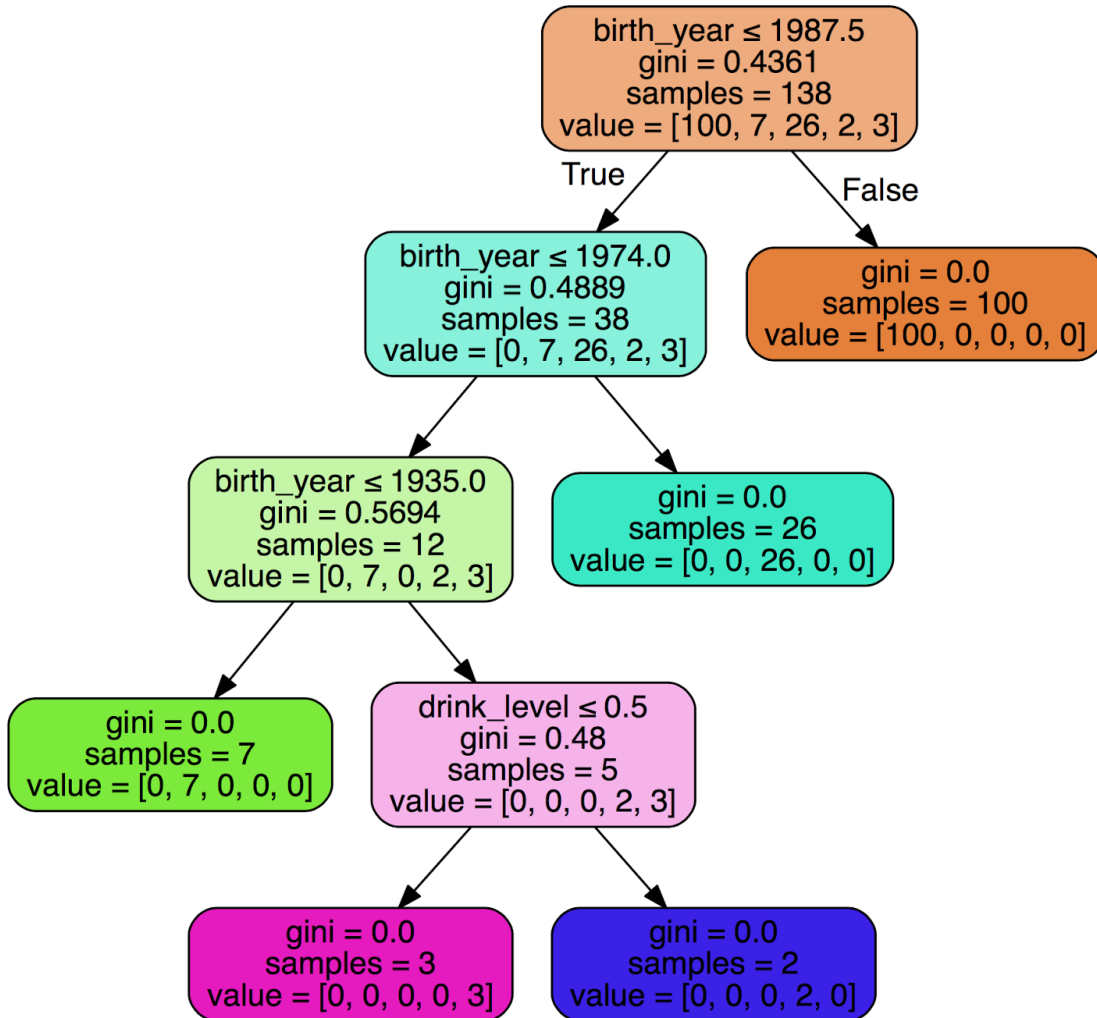 birth_year ≤ 1987.5
gini = 0.4361
samples = 138
value = [100, 7, 26, 2, 3]
True
False
birth_year ≤ 1974.0
gini = 0.4889
samples = 38
value = [0, 7, 26, 2, 3]
gini = 0.0
samples = 100
value = [100, 0, 0, 0, 0]
birth_year ≤ 1935.0
gini = 0.5694
samples = 12
value = [0, 7, 0, 2, 3]
gini = 0.0
samples = 26
value = [0, 0, 26, 0, 0]
gini = 0.0
samples = 7
value = [0, 7, 0, 0, 0]
drink_level ≤ 0.5
gini = 0.48
samples = 5
value = [0, 0, 0, 2, 3]
gini = 0.0
samples = 3
value = [0, 0, 0, 0, 3]
gini = 0.0
samples = 2
value = [0, 0, 0, 2, 0]